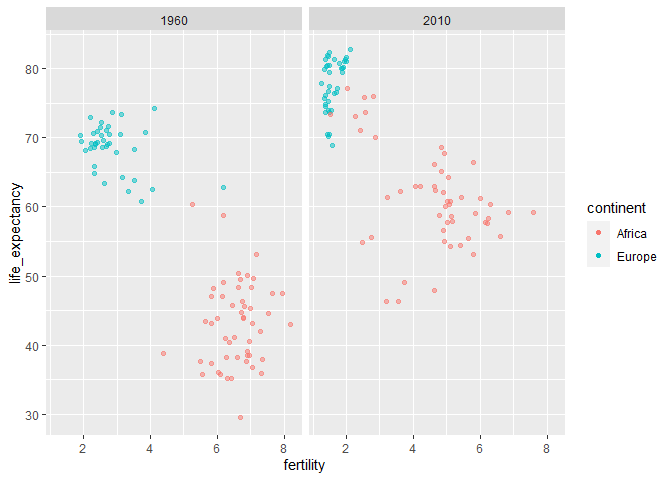 1960 2010
80
70
60
50
40
30
life_expectancy
2 4 6 8 2 4 6 8
fertility
continent
Africa
Europe